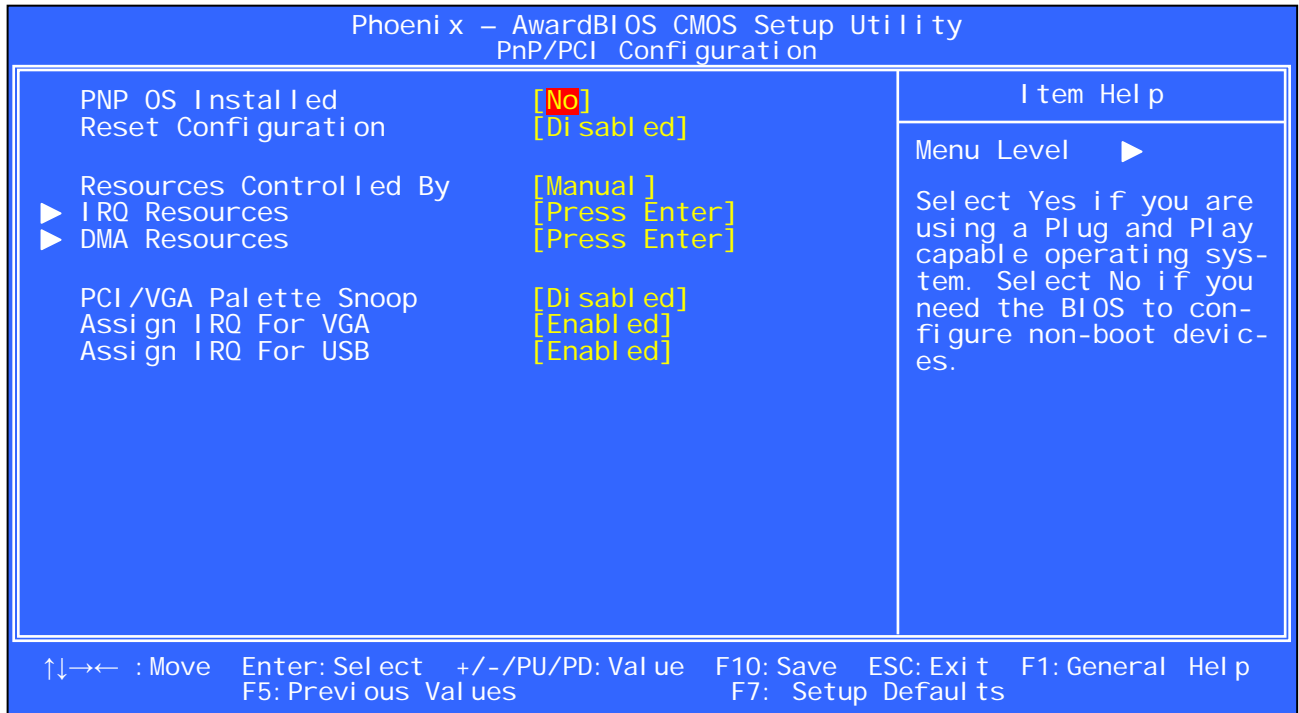 Phoenix – AwardBIOS CMOS Setup Utility
PnP/PCI Configuration
PNP OS Installed [No]
Reset Configuration [Disabled]
Resources Controlled By [Manual]
▶ IRQ Resources [Press Enter]
▶ DMA Resources [Press Enter]
PCI/VGA Palette Snoop [Disabled]
Assign IRQ For VGA [Enabled]
Assign IRQ For USB [Enabled]
Item Help
Menu Level ▶
Select Yes if you are
using a Plug and Play
capable operating sys-
tem. Select No if you
need the BIOS to con-
figure non-boot devic-
es.
↑↓→← :Move Enter:Select +/-/PU/PD:Value F10:Save ESC:Exit F1:General Help
F5:Previous Values F7: Setup Defaults